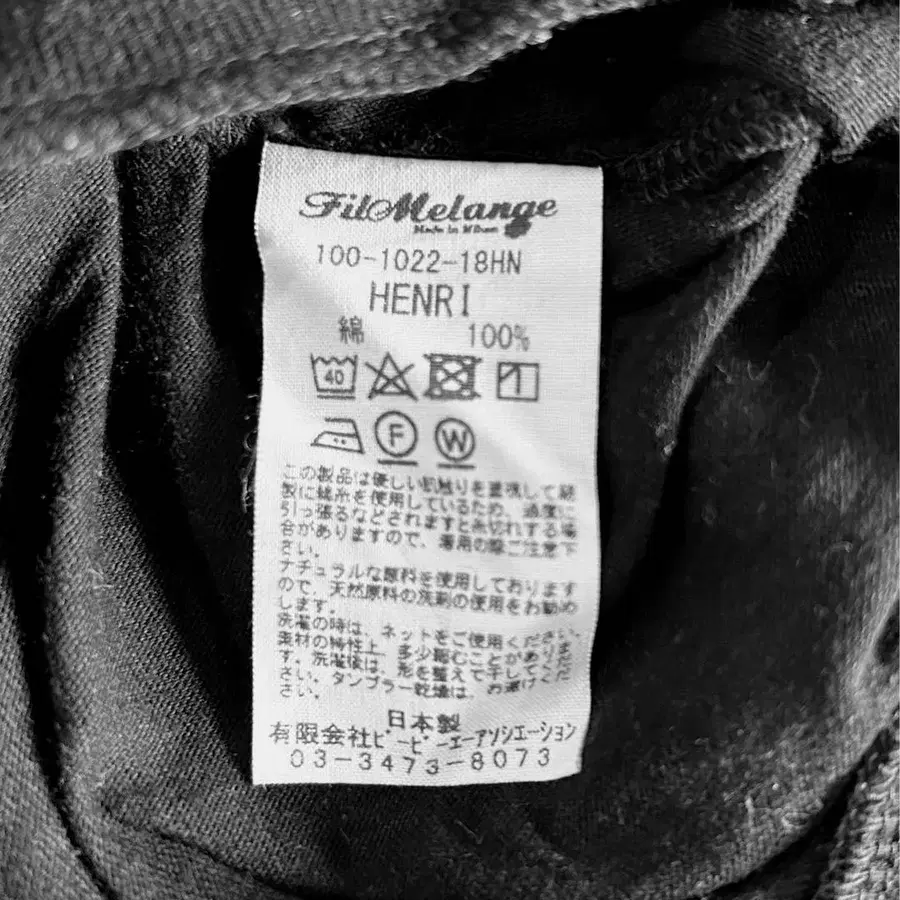 FilMelange
Made in Nihon
100-1022-18HN
HENRI
綿 100%
40
F W
この製品は優しい肌触りを重視して縫
製に綿糸を使用しているため、過度に
引っ張るなどされますと糸切れする場
合がありますので、着用の際ご注意下
さい。
ナチュラルな原料を使用しております
ので、天然原料の洗剤の使用をお勧め
します。
洗濯の時は、ネットをご使用ください。
素材の特性上、多少縮むことがありま
す。洗濯後は、形を整えて干してくだ
さい。タンブラー乾燥は、お避けくだ
さい。
日本製
有限会社ビーピーエーアソシエーション
03-3473-8073